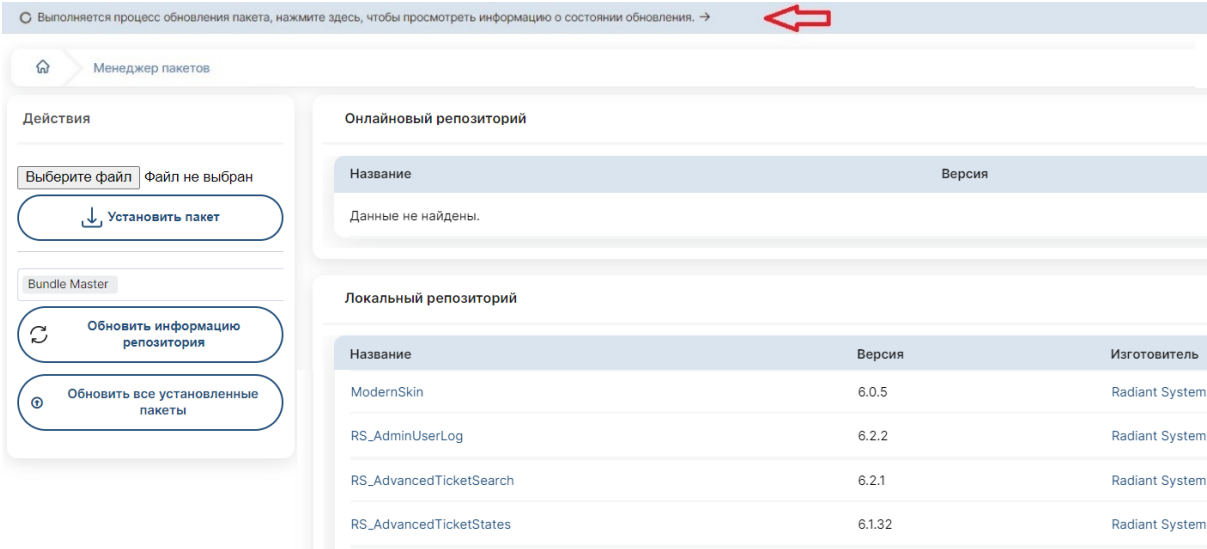 Выполняется процесс обновления пакета, нажмите здесь, чтобы просмотреть информацию о состоянии обновления. →
Менеджер пакетов
Действия
Выберите файл Файл не выбран
Установить пакет
Bundle Master
Обновить информацию
репозитория
Обновить все установленные
пакеты
Онлайновый репозиторий
Название Версия
Данные не найдены.
Локальный репозиторий
Название Версия Изготовитель
ModernSkin 6.0.5 Radiant System
RS_AdminUserLog 6.2.2 Radiant System
RS_AdvancedTicketSearch 6.2.1 Radiant System
RS_AdvancedTicketStates 6.1.32 Radiant System